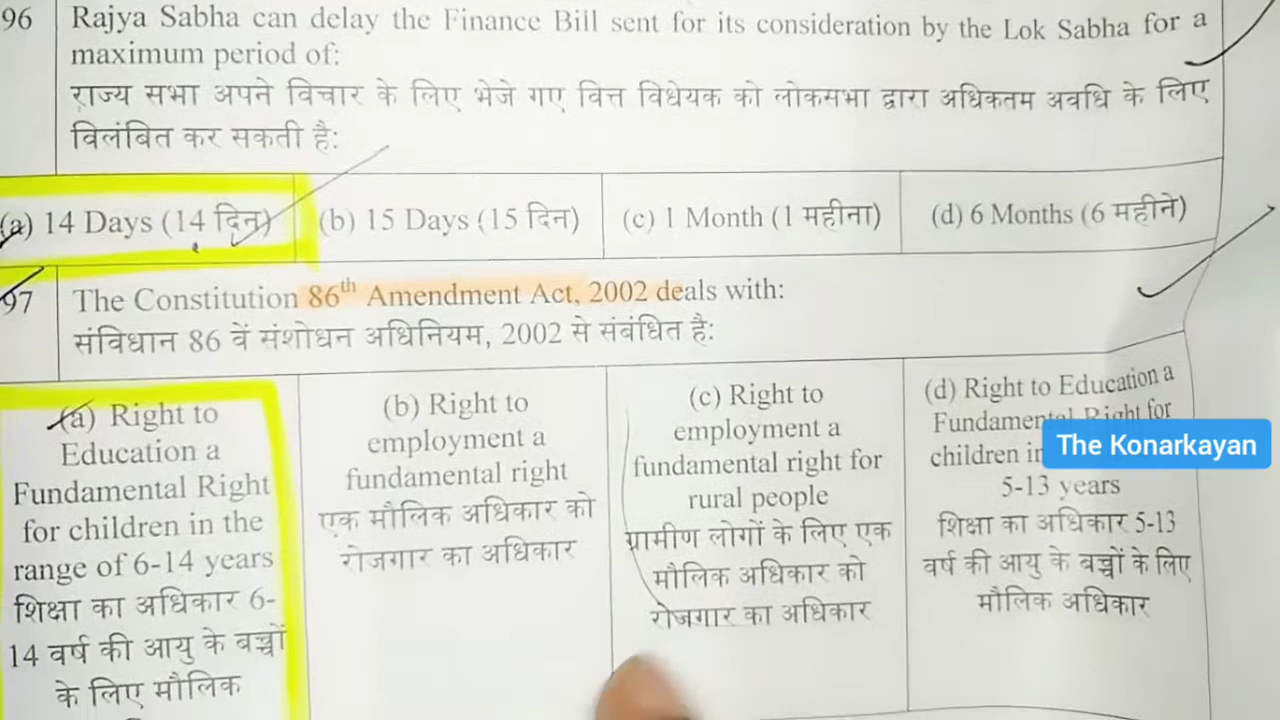 96
Rajya Sabha can delay the Finance Bill sent for its consideration by the Lok Sabha for a
maximum period of:
राज्य सभा अपने विचार के लिए भेजे गए वित्त विधेयक को लोकसभा द्वारा अधिकतम अवधि के लिए
विलंबित कर सकती है:
(a) 14 Days (14 दिन)
(b) 15 Days (15 दिन)
(c) 1 Month (1 महीना)
(d) 6 Months (6 महीने)
97
The Constitution 86th Amendment Act, 2002 deals with:
संविधान 86 वें संशोधन अधिनियम, 2002 से संबंधित है:
(a) Right to
Education a
Fundamental Right
for children in the
range of 6-14 years
शिक्षा का अधिकार 6-
14 वर्ष की आयु के बच्चों
के लिए मौलिक
(b) Right to
employment a
fundamental right
एक मौलिक अधिकार को
रोजगार का अधिकार
(c) Right to
employment a
fundamental right for
rural people
ग्रामीण लोगों के लिए एक
मौलिक अधिकार को
रोजगार का अधिकार
(d) Right to Education a
Fundamental Right for
children in
5-13 years
शिक्षा का अधिकार 5-13
वर्ष की आयु के बच्चों के लिए
मौलिक अधिकार
The Konarkayan